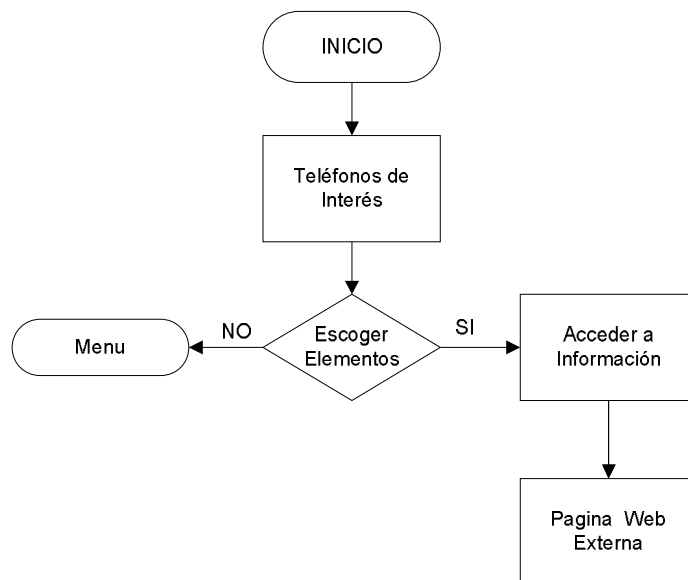 INICIO
Teléfonos de
Interés
Escoger
Elementos
NO
SI
Menu
Acceder a
Información
Pagina Web
Externa